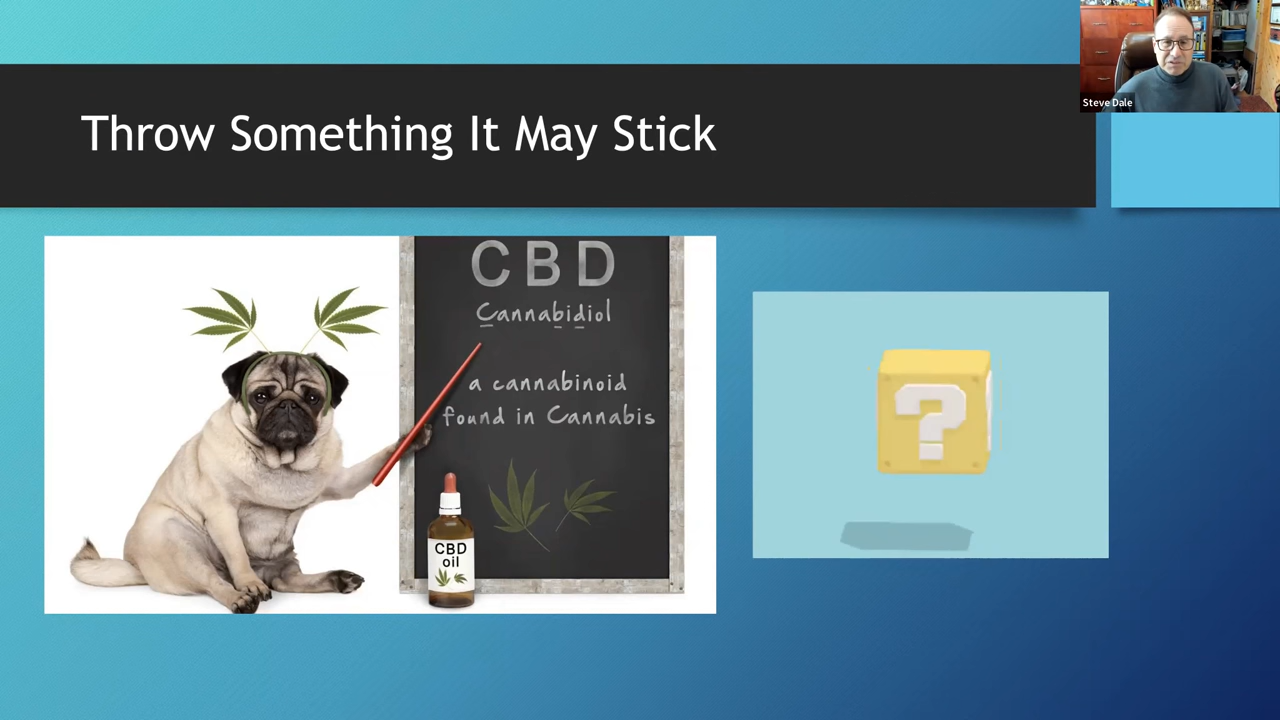 Steve Dale
Throw Something It May Stick
CBD
Cannabidiol
a cannabinoid
found in Cannabis
CBD
oil
?